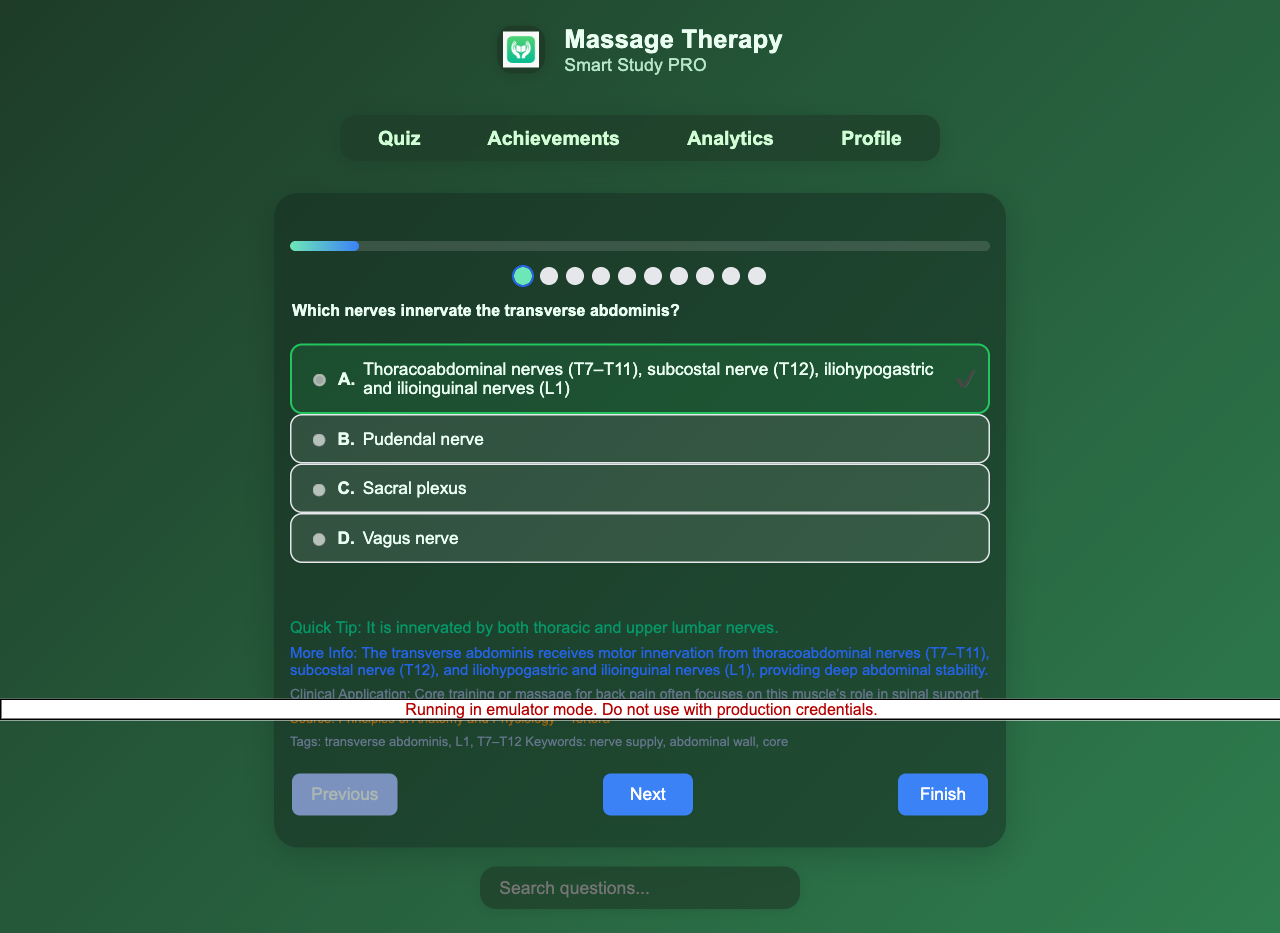 Massage Therapy
Smart Study PRO
Quiz Achievements Analytics Profile
Which nerves innervate the transverse abdominis?
A. Thoracoabdominal nerves (T7–T11), subcostal nerve (T12), iliohypogastric
and ilioinguinal nerves (L1)
B. Pudendal nerve
C. Sacral plexus
D. Vagus nerve
Quick Tip: It is innervated by both thoracic and upper lumbar nerves.
More Info: The transverse abdominis receives motor innervation from thoracoabdominal nerves (T7–T11),
subcostal nerve (T12), and iliohypogastric and ilioinguinal nerves (L1), providing deep abdominal stability.
Clinical Application: Core training or massage for back pain often focuses on this muscle's role in spinal support.
Running in emulator mode. Do not use with production credentials.
Source: Principles of Anatomy and Physiology – Tortora
Tags: transverse abdominis, L1, T7–T12 Keywords: nerve supply, abdominal wall, core
Previous Next Finish
Search questions...